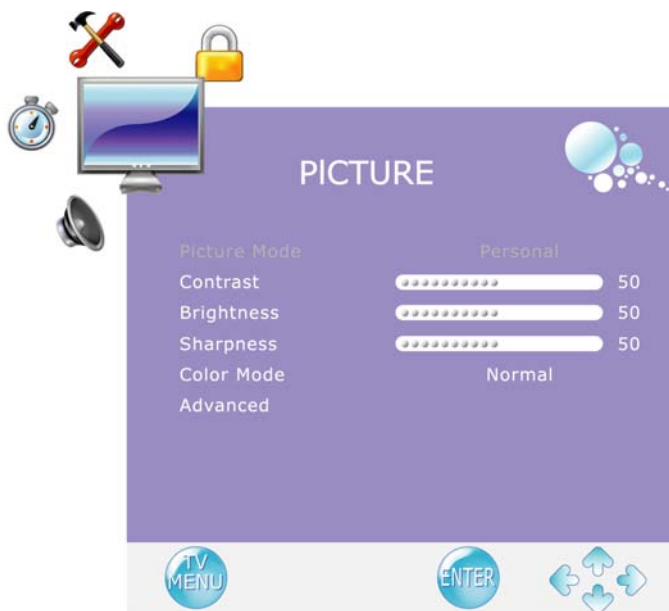 PICTURE
Picture Mode Personal
Contrast 50
Brightness 50
Sharpness 50
Color Mode Normal
Advanced
TV
MENU
ENTER